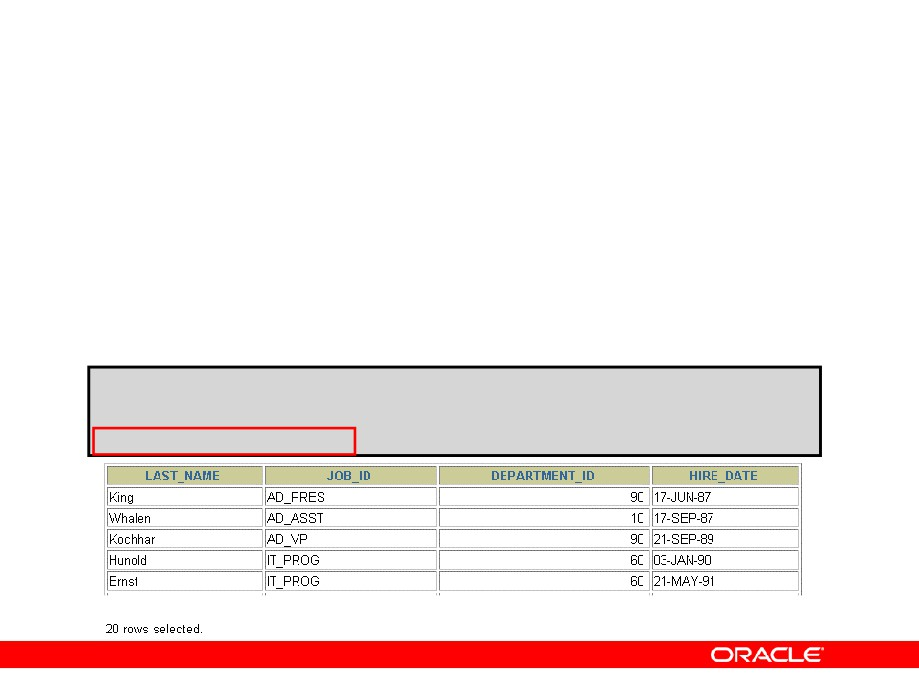 LAST_NAME JOB_ID DEPARTMENT_ID HIRE_DATE
King AD_PRES 90 17-JUN-87
Whalen AD_ASST 10 17-SEP-87
Kochhar AD_VP 90 21-SEP-89
Hunold IT_PROG 60 03-JAN-90
Ernst IT_PROG 60 21-MAY-91
20 rows selected.
ORACLE